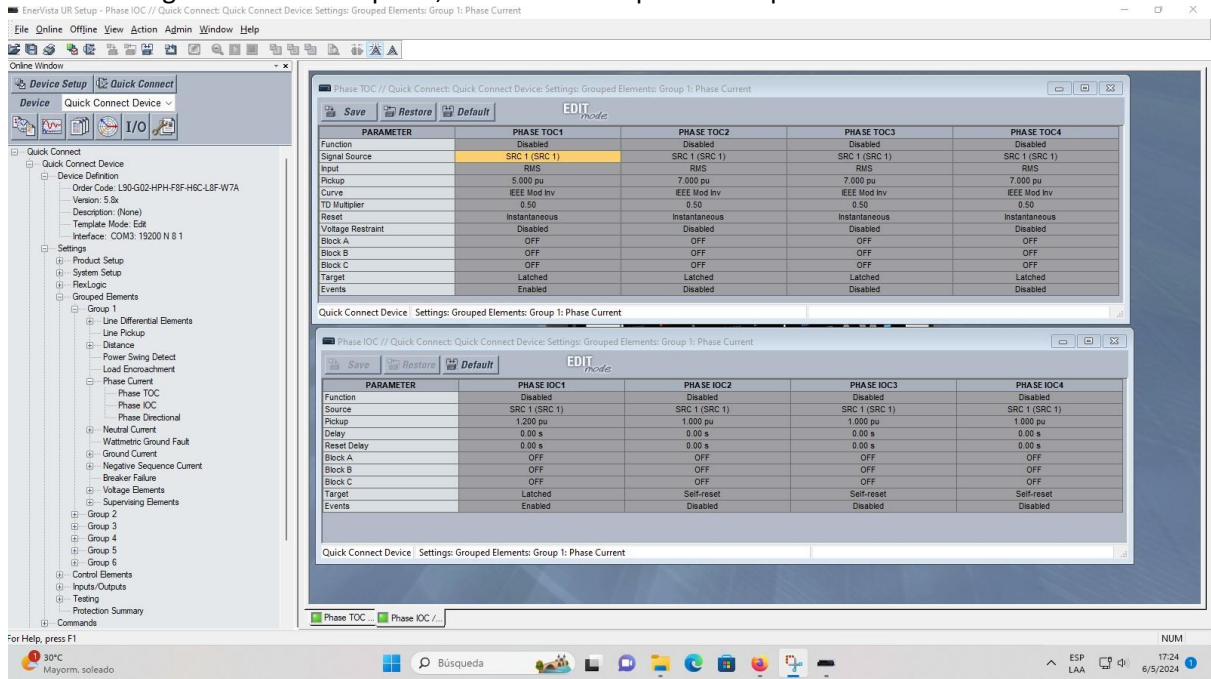 EnerVista UR Setup - Phase IOC // Quick Connect: Quick Connect Device: Settings: Grouped Elements: Group 1: Phase Current
File Online Offline View Action Admin Window Help
Online Window
Device Setup Quick Connect
Device Quick Connect Device
I/O
Quick Connect
Quick Connect Device
Device Definition
Order Code: L90-G02-HPH-F8F-H6C-L8F-W7A
Version: 5.8x
Description: (None)
Template Mode: Edit
Interface: COM3: 19200 N 8 1
Settings
Product Setup
System Setup
FlexLogic
Grouped Elements
Group 1
Line Differential Elements
Line Pickup
Distance
Power Swing Detect
Load Encroachment
Phase Current
Phase TOC
Phase IOC
Phase Directional
Neutral Current
Wattmetric Ground Fault
Ground Current
Negative Sequence Current
Breaker Failure
Voltage Elements
Supervising Elements
Group 2
Group 3
Group 4
Group 5
Group 6
Control Elements
Inputs/Outputs
Testing
Protection Summary
Commands
Phase TOC // Quick Connect: Quick Connect Device: Settings: Grouped Elements: Group 1: Phase Current
Save Restore Default EDIT mode
PARAMETER PHASE TOC1 PHASE TOC2 PHASE TOC3 PHASE TOC4
Function Disabled Disabled Disabled Disabled
Signal Source SRC 1 (SRC 1) SRC 1 (SRC 1) SRC 1 (SRC 1) SRC 1 (SRC 1)
Input RMS RMS RMS RMS
Pickup 5.000 pu 7.000 pu 7.000 pu 7.000 pu
Curve IEEE Mod Inv IEEE Mod Inv IEEE Mod Inv IEEE Mod Inv
TD Multiplier 0.50 0.50 0.50 0.50
Reset Instantaneous Instantaneous Instantaneous Instantaneous
Voltage Restraint Disabled Disabled Disabled Disabled
Block A OFF OFF OFF OFF
Block B OFF OFF OFF OFF
Block C OFF OFF OFF OFF
Target Latched Latched Latched Latched
Events Enabled Disabled Disabled Disabled
Quick Connect Device Settings: Grouped Elements: Group 1: Phase Current
Phase IOC // Quick Connect: Quick Connect Device: Settings: Grouped Elements: Group 1: Phase Current
Save Restore Default EDIT mode
PARAMETER PHASE IOC1 PHASE IOC2 PHASE IOC3 PHASE IOC4
Function Disabled Disabled Disabled Disabled
Source SRC 1 (SRC 1) SRC 1 (SRC 1) SRC 1 (SRC 1) SRC 1 (SRC 1)
Pickup 1.200 pu 1.000 pu 1.000 pu 1.000 pu
Delay 0.00 s 0.00 s 0.00 s 0.00 s
Reset Delay 0.00 s 0.00 s 0.00 s 0.00 s
Block A OFF OFF OFF OFF
Block B OFF OFF OFF OFF
Block C OFF OFF OFF OFF
Target Latched Self-reset Self-reset Self-reset
Events Enabled Disabled Disabled Disabled
Quick Connect Device Settings: Grouped Elements: Group 1: Phase Current
Phase TOC ... Phase IOC /...
For Help, press F1 NUM
30°C
Mayorm. soleado
Búsqueda
ESP
LAA
17:24
6/5/2024